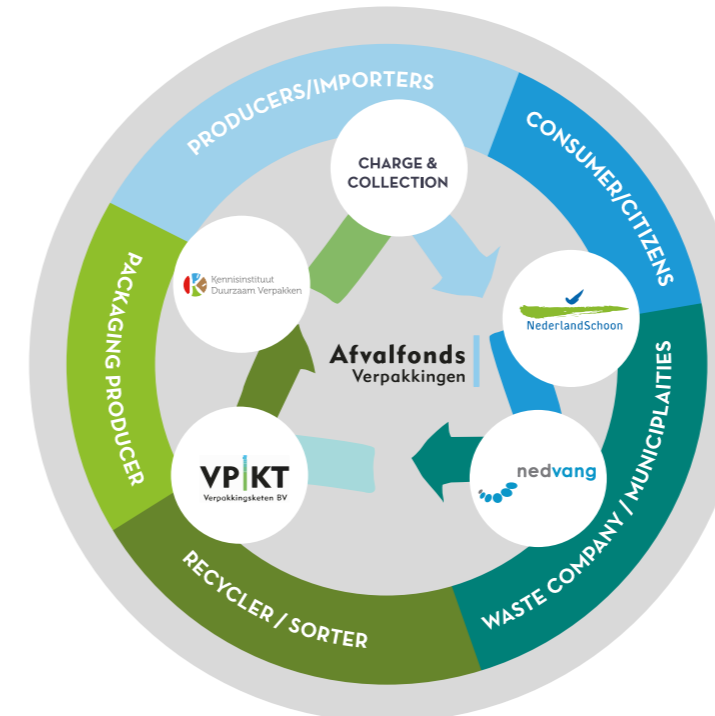 PRODUCERS/IMPORTERS
CONSUMER/CITIZENS
CHARGE &
COLLECTION
Kennisinstituut
Duurzaam Verpakken
NederlandSchoon
PACKAGING PRODUCER
Afvalfonds
Verpakkingen
WASTE COMPANY / MUNICIPLAITIES
VPKT
Verpakkingsketen BV
nedvang
RECYCLER / SORTER